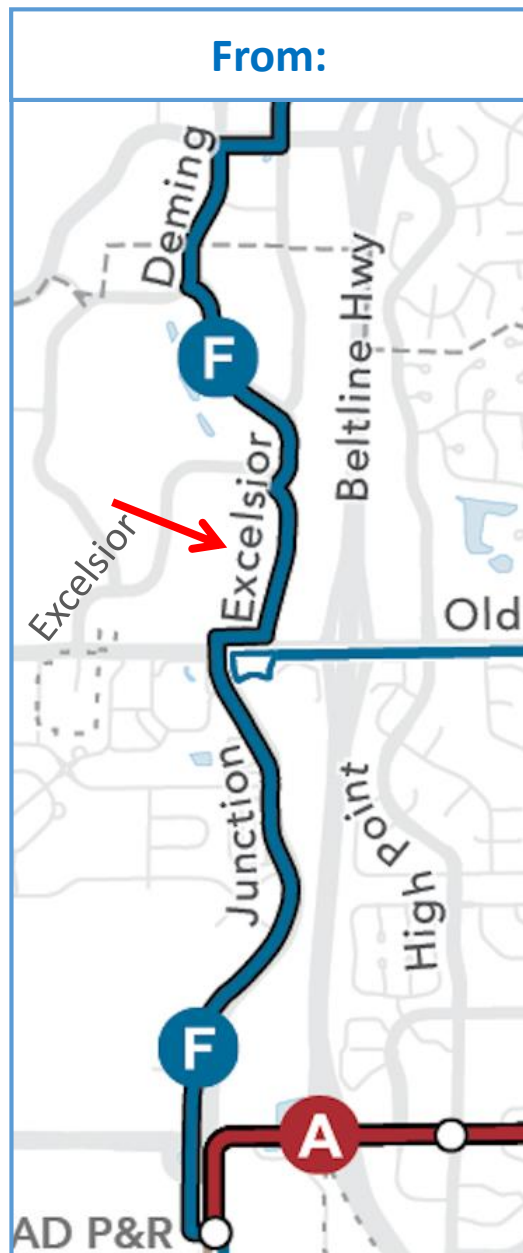 From:
Deming
F
Beltline Hwy
Excelsior
Excelsior
Old
Junction
High Point
F
A
AD P&R